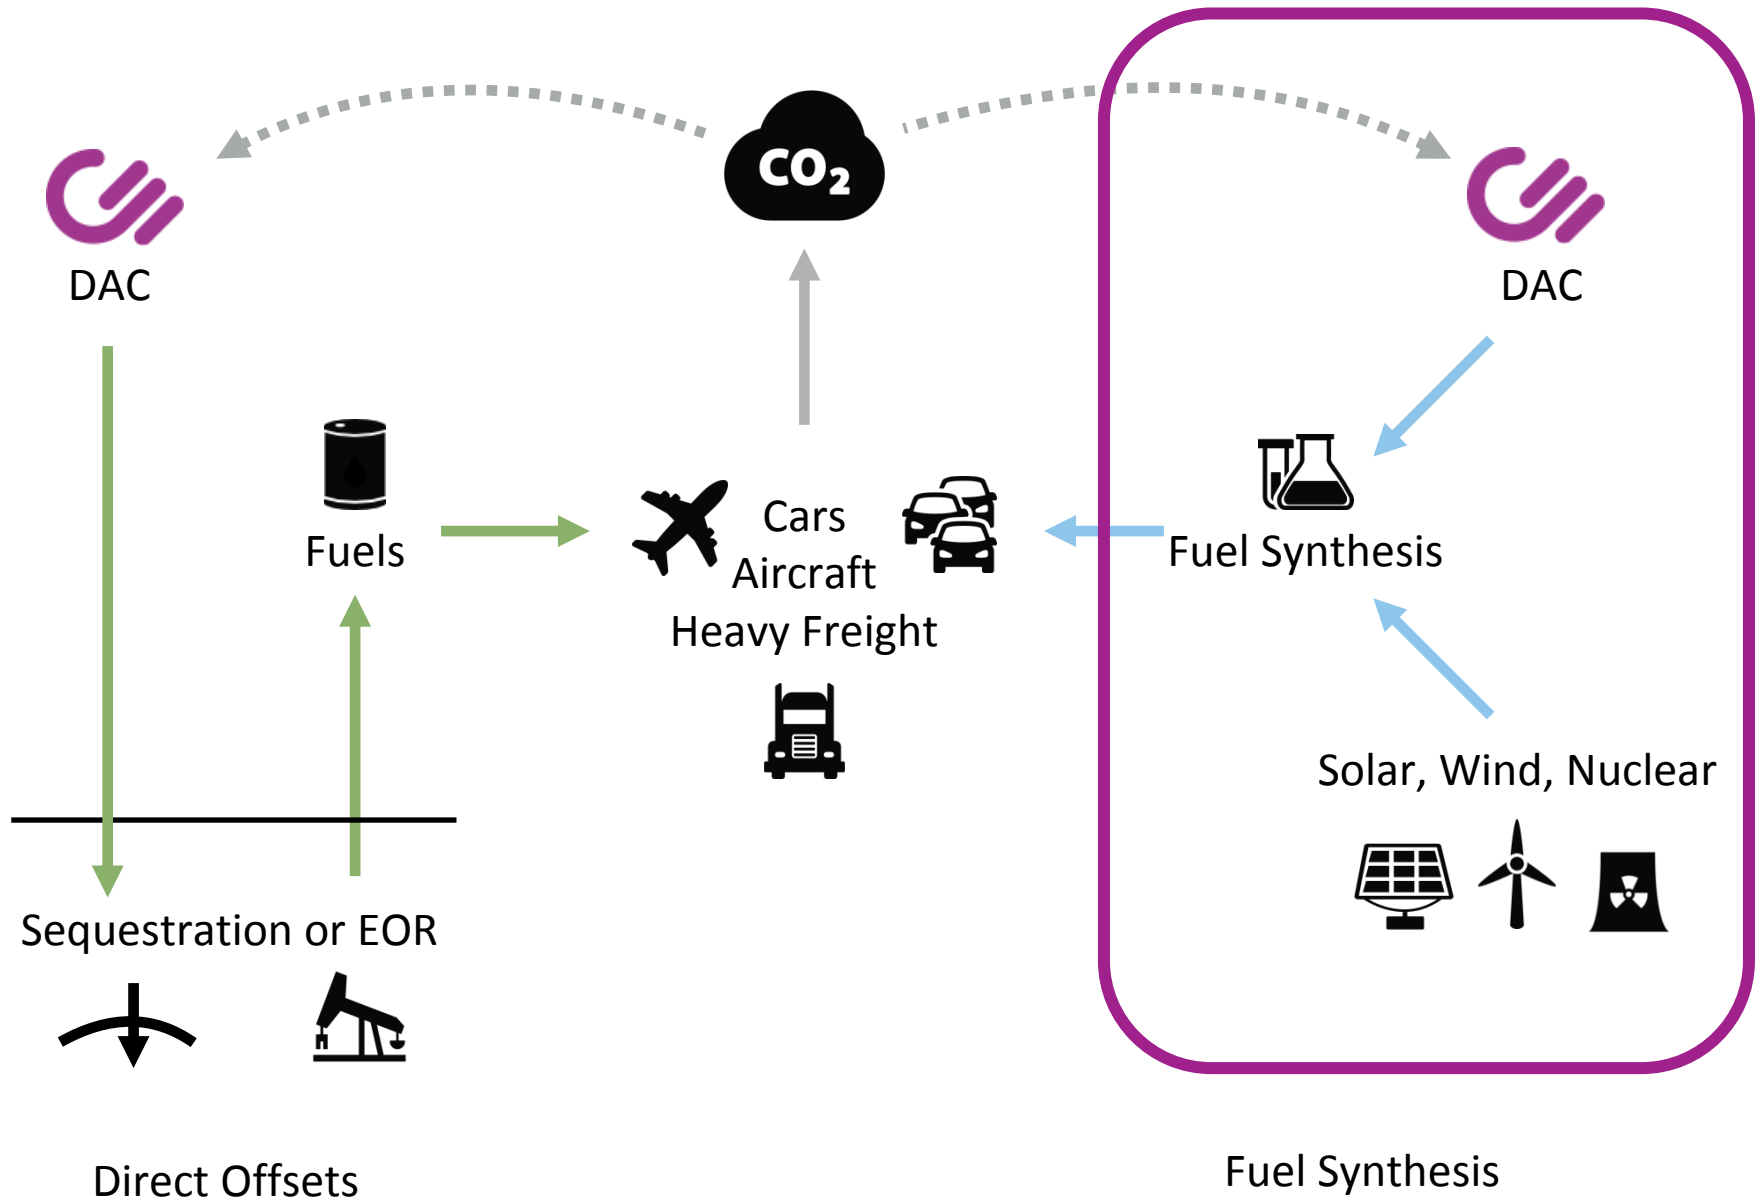 CO₂
DAC
DAC
Fuels
Cars
Aircraft
Heavy Freight
Fuel Synthesis
Solar, Wind, Nuclear
Sequestration or EOR
Direct Offsets
Fuel Synthesis